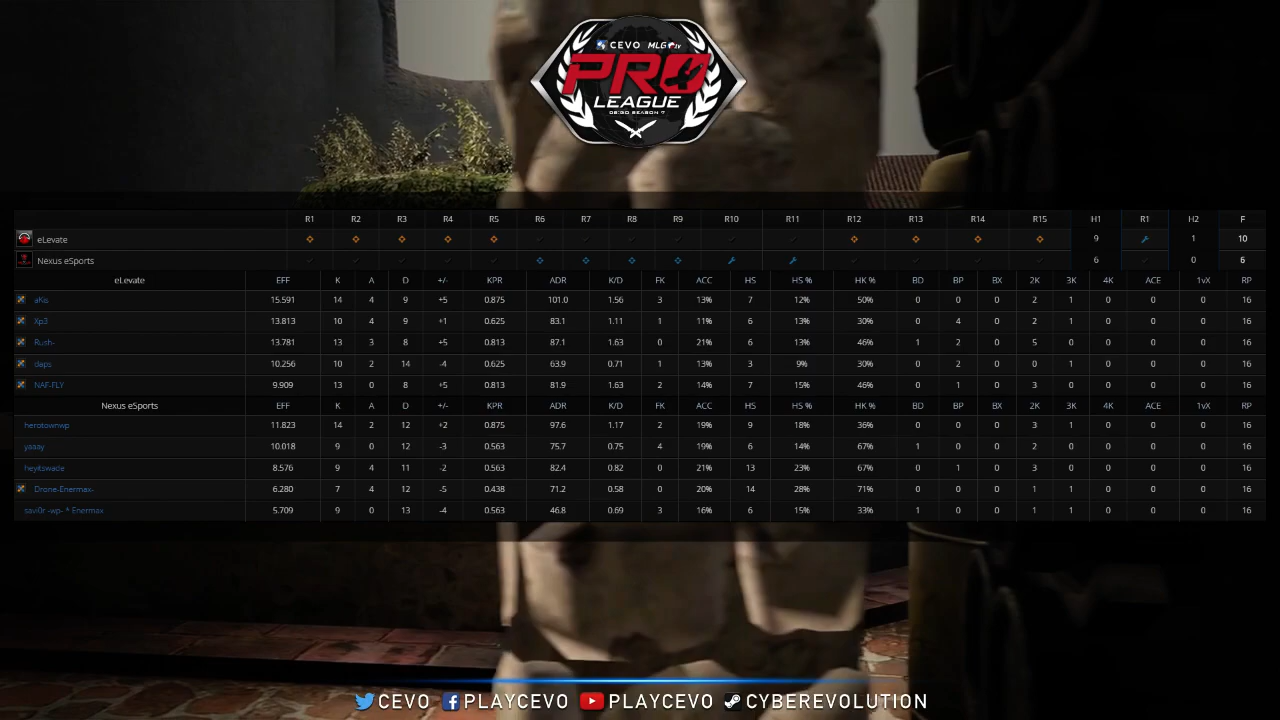 CEVO MLG.tv
PRO
LEAGUE
CS:GO SEASON 7
R1 R2 R3 R4 R5 R6 R7 R8 R9 R10 R11 R12 R13 R14 R15 H1 R1 H2 F
eLevate 9 1 10
Nexus eSports 6 0 6
eLevate EFF K A D +/- KPR ADR K/D FK ACC HS HS % HK % BD BP BX 2K 3K 4K ACE 1vX RP
aKis 15.591 14 4 9 +5 0.875 101.0 1.56 3 13% 7 12% 50% 0 0 0 2 1 0 0 0 16
Xp3 13.813 10 4 9 +1 0.625 83.1 1.11 1 11% 6 13% 30% 0 4 0 2 1 0 0 0 16
Rush- 13.781 13 3 8 +5 0.813 87.1 1.63 0 21% 6 13% 46% 1 2 0 5 0 0 0 0 16
daps 10.256 10 2 14 -4 0.625 63.9 0.71 1 13% 3 9% 30% 0 2 0 0 1 0 0 0 16
NAF-FLY 9.909 13 0 8 +5 0.813 81.9 1.63 2 14% 7 15% 46% 0 1 0 3 0 0 0 0 16
Nexus eSports EFF K A D +/- KPR ADR K/D FK ACC HS HS % HK % BD BP BX 2K 3K 4K ACE 1vX RP
herotownwp 11.823 14 2 12 +2 0.875 97.6 1.17 2 19% 9 18% 36% 0 0 0 3 1 0 0 0 16
yaaay 10.018 9 0 12 -3 0.563 75.7 0.75 4 19% 6 14% 67% 1 0 0 2 0 0 0 0 16
heyitswade 8.576 9 4 11 -2 0.563 82.4 0.82 0 21% 13 23% 67% 0 1 0 3 0 0 0 0 16
Drone-Enermax- 6.280 7 4 12 -5 0.438 71.2 0.58 0 20% 14 28% 71% 0 0 0 1 1 0 0 0 16
savi0r -wp- * Enermax 5.709 9 0 13 -4 0.563 46.8 0.69 3 16% 6 15% 33% 1 0 0 1 1 0 0 0 16
CEVO PLAYCEVO PLAYCEVO CYBEREVOLUTION